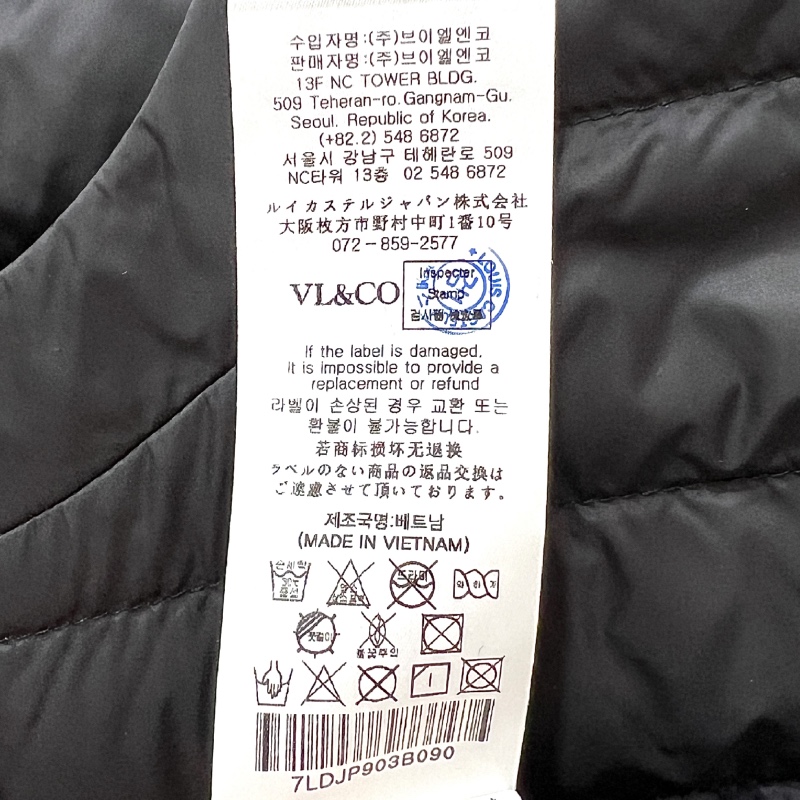 수입자명:(주)브이엘엔코
판매자명:(주)브이엘엔코
13F NC TOWER BLDG.
509 Teheran-ro.Gangnam-Gu.
Seoul. Republic of Korea.
(+82.2) 548 6872
서울시 강남구 테헤란로 509
NC타워 13층 02 548 6872
ルイカステルジャパン株式会社
大阪枚方市野村中町1番10号
072-859-2577
VL&CO
Inspecter
Stamp
LOUIS
If the label is damaged,
it is impossible to provide a
replacement or refund
라벨이 손상된 경우 교환 또는
환불이 불가능합니다.
若商标损坏无退换
ラベルのない商品の返品交換は
ご遠慮させて頂いております。
제조국명:베트남
(MADE IN VIETNAM)
손세탁
30℃
중성
드라이
약하게
옷걸이
불꽃주의
7LDJP903B090